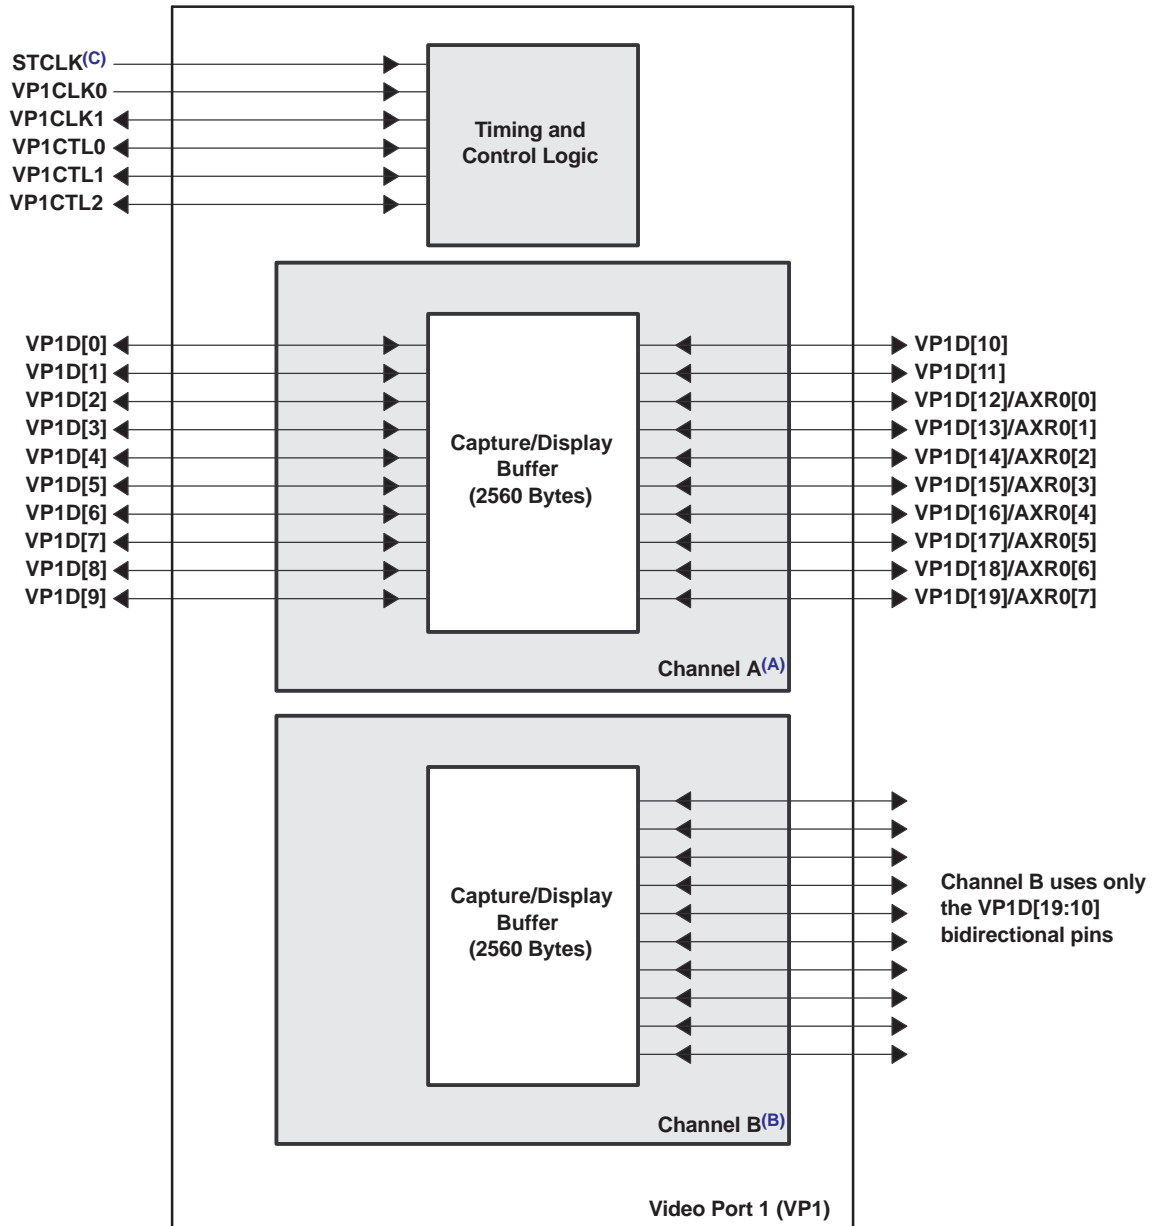 STCLK(C)
VP1CLK0
VP1CLK1
VP1CTL0
VP1CTL1
VP1CTL2
Timing and
Control Logic
VP1D[0]
VP1D[1]
VP1D[2]
VP1D[3]
VP1D[4]
VP1D[5]
VP1D[6]
VP1D[7]
VP1D[8]
VP1D[9]
Capture/Display
Buffer
(2560 Bytes)
VP1D[10]
VP1D[11]
VP1D[12]/AXR0[0]
VP1D[13]/AXR0[1]
VP1D[14]/AXR0[2]
VP1D[15]/AXR0[3]
VP1D[16]/AXR0[4]
VP1D[17]/AXR0[5]
VP1D[18]/AXR0[6]
VP1D[19]/AXR0[7]
Channel A(A)
Capture/Display
Buffer
(2560 Bytes)
Channel B uses only
the VP1D[19:10]
bidirectional pins
Channel B(B)
Video Port 1 (VP1)